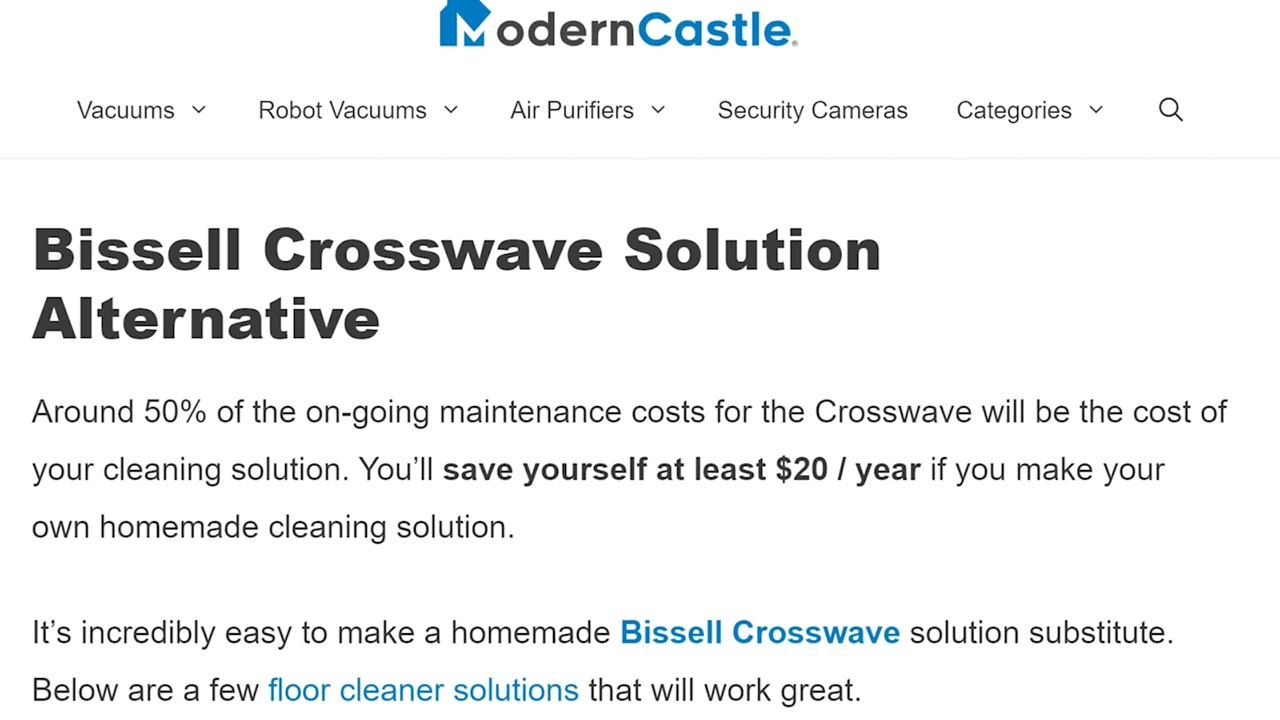 ModernCastle
Vacuums Robot Vacuums Air Purifiers Security Cameras Categories
Bissell Crosswave Solution
Alternative
Around 50% of the on-going maintenance costs for the Crosswave will be the cost of
your cleaning solution. You’ll save yourself at least $20 / year if you make your
own homemade cleaning solution.
It’s incredibly easy to make a homemade Bissell Crosswave solution substitute.
Below are a few floor cleaner solutions that will work great.